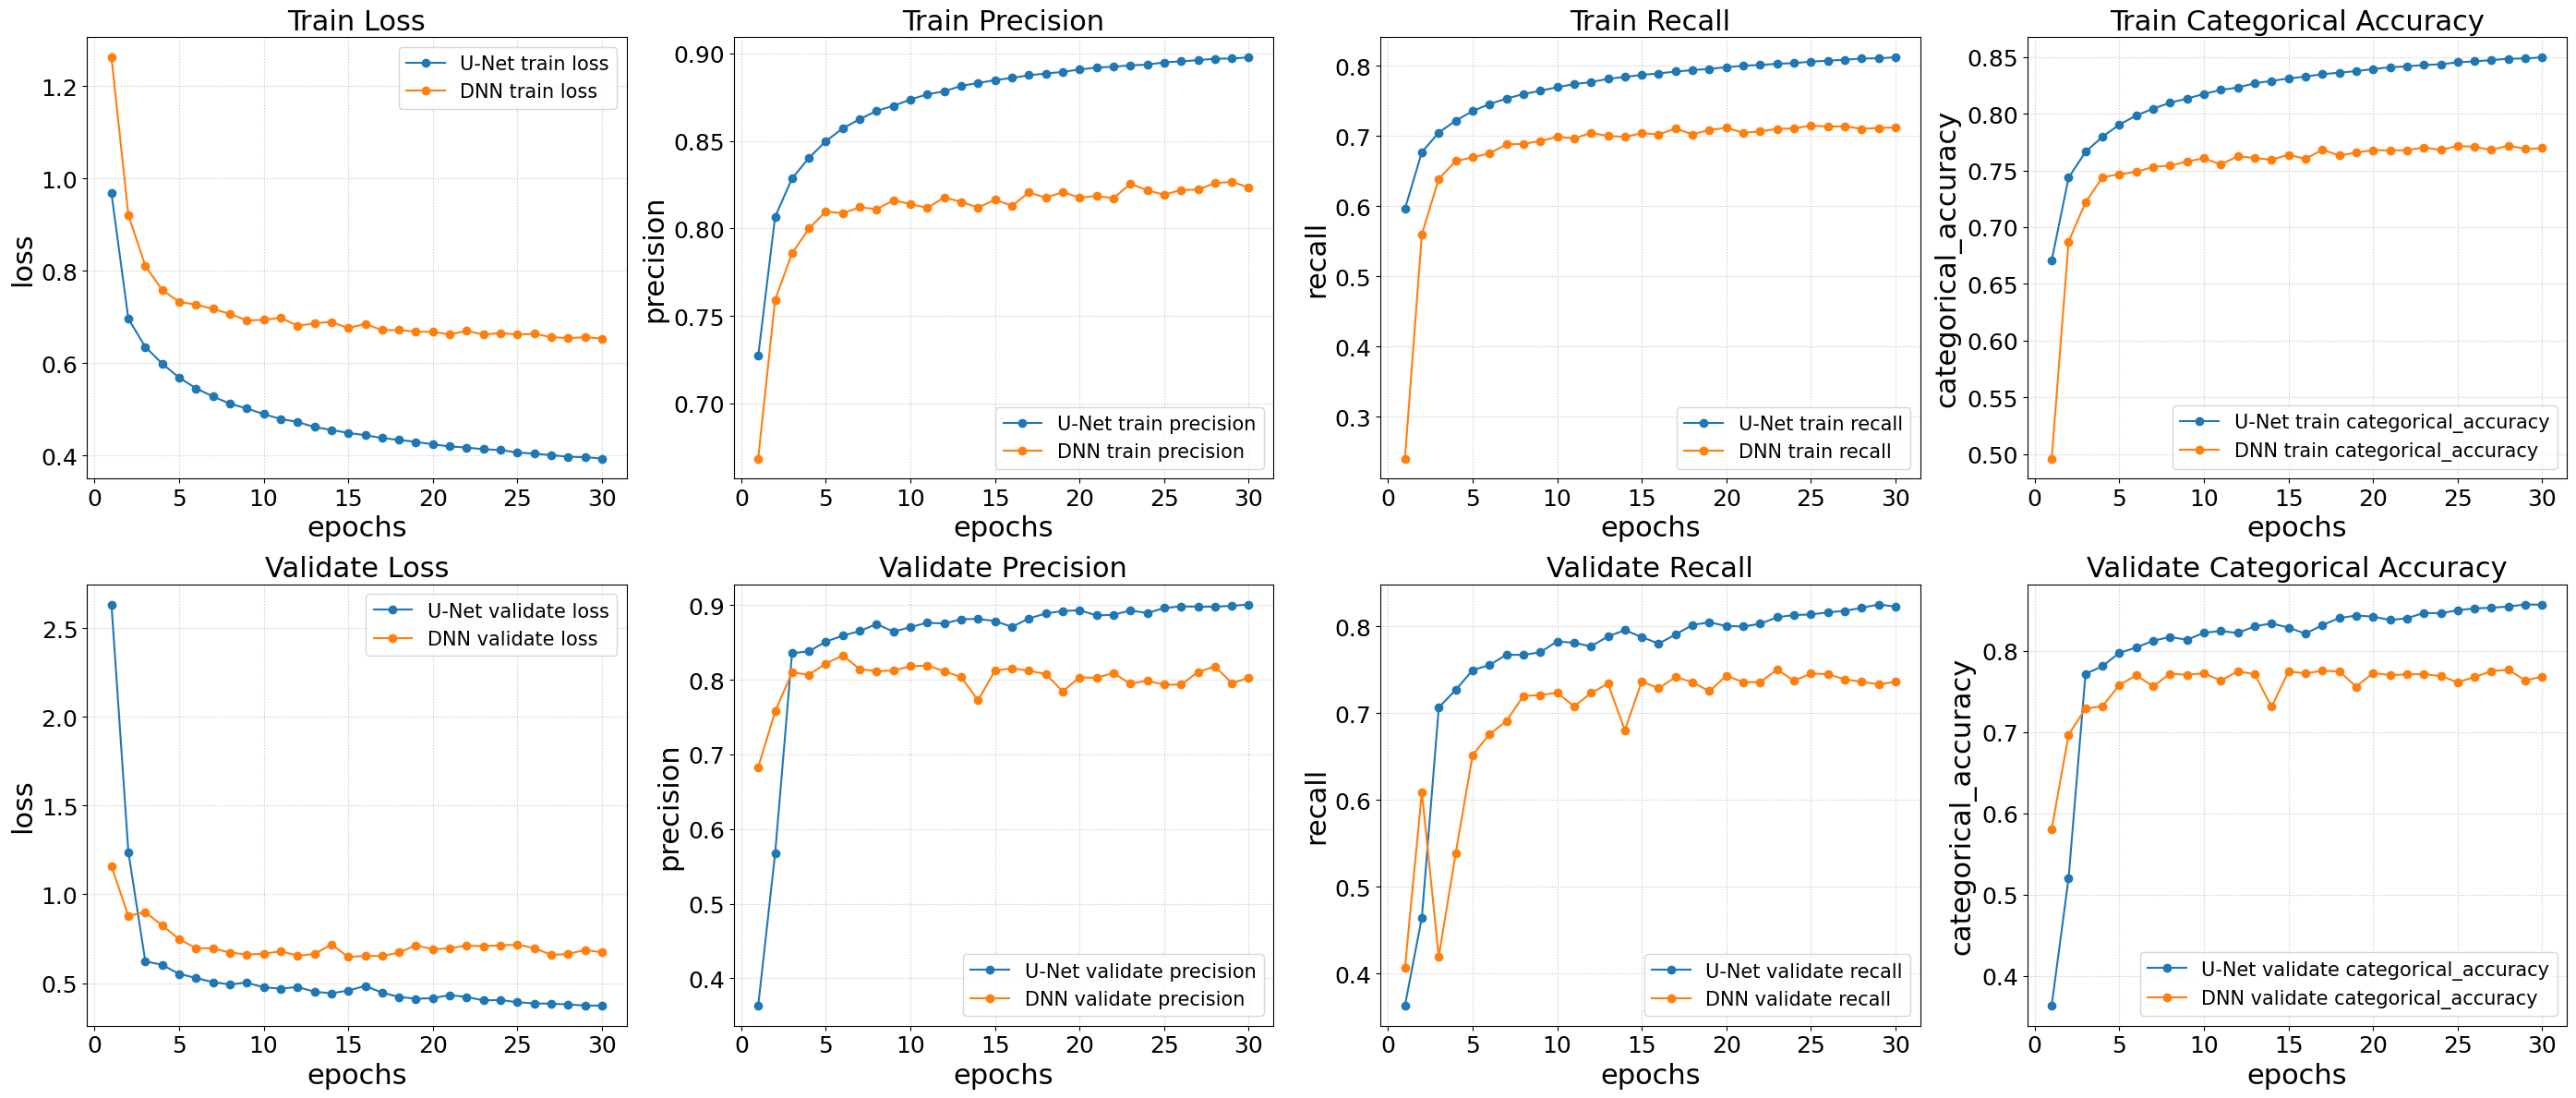 Train Loss
1.2
1.0
0.8
0.6
0.4
loss
U-Net train loss
DNN train loss
0 5 10 15 20 25 30
epochs
Train Precision
0.90
0.85
0.80
0.75
0.70
precision
U-Net train precision
DNN train precision
0 5 10 15 20 25 30
epochs
Train Recall
0.8
0.7
0.6
0.5
0.4
0.3
recall
U-Net train recall
DNN train recall
0 5 10 15 20 25 30
epochs
Train Categorical Accuracy
0.85
0.80
0.75
0.70
0.65
0.60
0.55
0.50
categorical_accuracy
U-Net train categorical_accuracy
DNN train categorical_accuracy
0 5 10 15 20 25 30
epochs
Validate Loss
2.5
2.0
1.5
1.0
0.5
loss
U-Net validate loss
DNN validate loss
0 5 10 15 20 25 30
epochs
Validate Precision
0.9
0.8
0.7
0.6
0.5
0.4
precision
U-Net validate precision
DNN validate precision
0 5 10 15 20 25 30
epochs
Validate Recall
0.8
0.7
0.6
0.5
0.4
recall
U-Net validate recall
DNN validate recall
0 5 10 15 20 25 30
epochs
Validate Categorical Accuracy
0.8
0.7
0.6
0.5
0.4
categorical_accuracy
U-Net validate categorical_accuracy
DNN validate categorical_accuracy
0 5 10 15 20 25 30
epochs